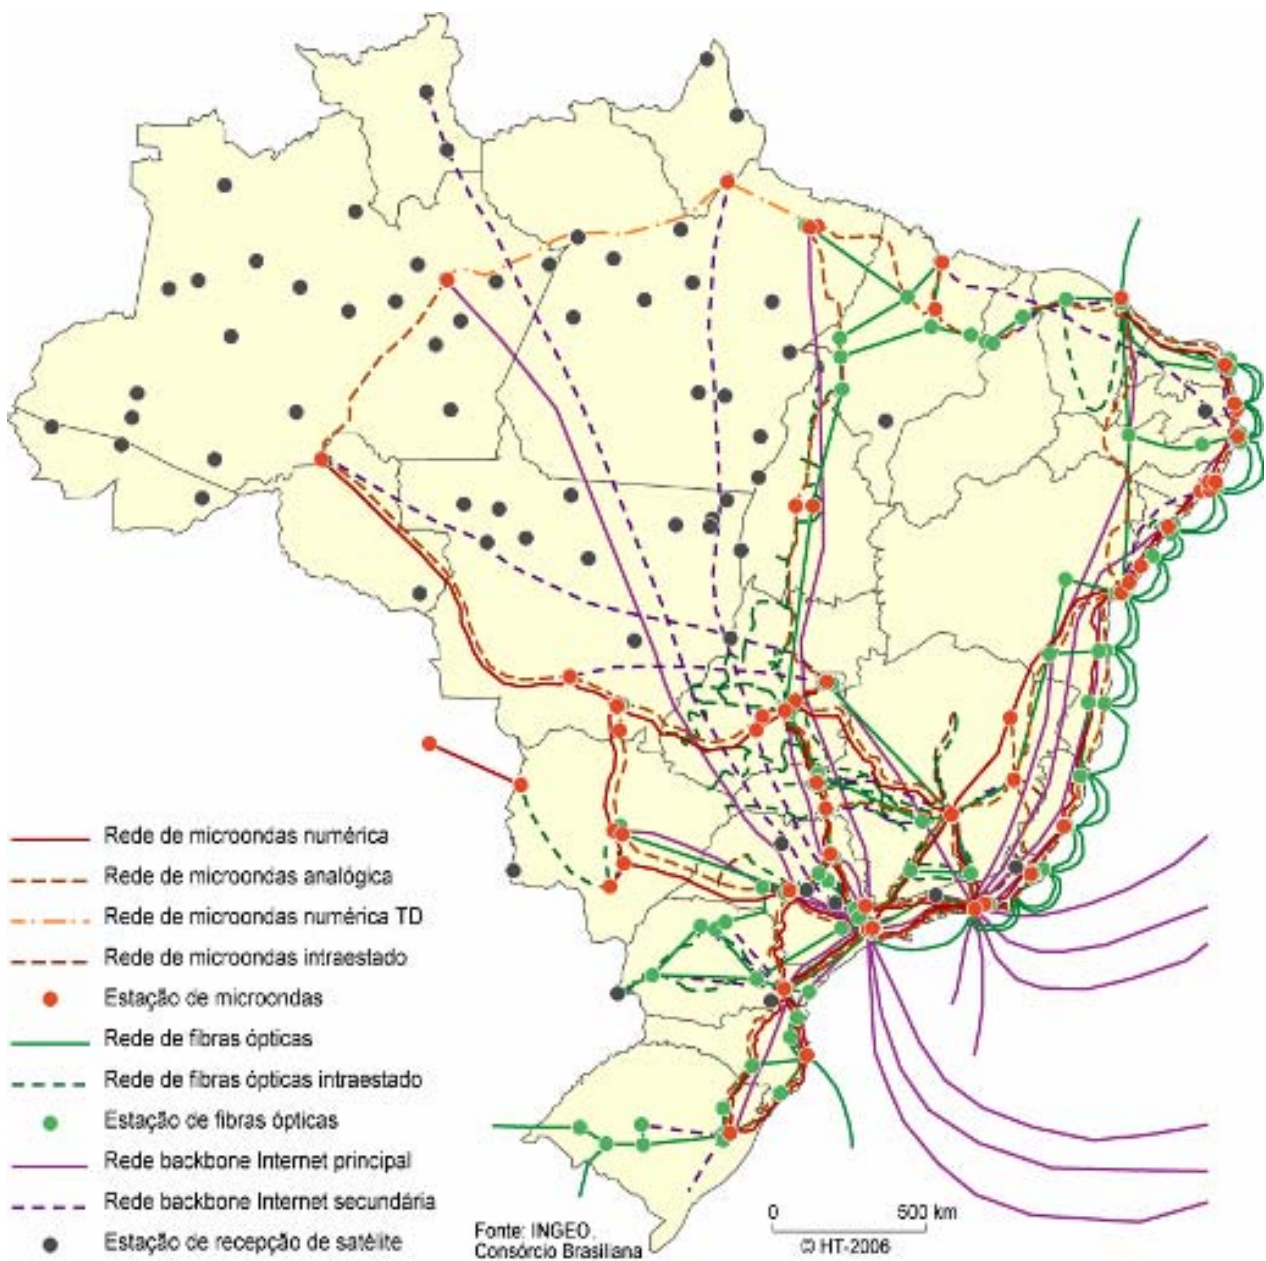 Rede de microondas numérica
Rede de microondas analógica
Rede de microondas numérica TD
Rede de microondas intraestado
Estação de microondas
Rede de fibras ópticas
Rede de fibras ópticas intraestado
Estação de fibras ópticas
Rede backbone Internet principal
Rede backbone Internet secundária
Estação de recepção de satélite
Fonte: INGEO.
Consórcio Brasiliana
0 500 km
© HT-2006